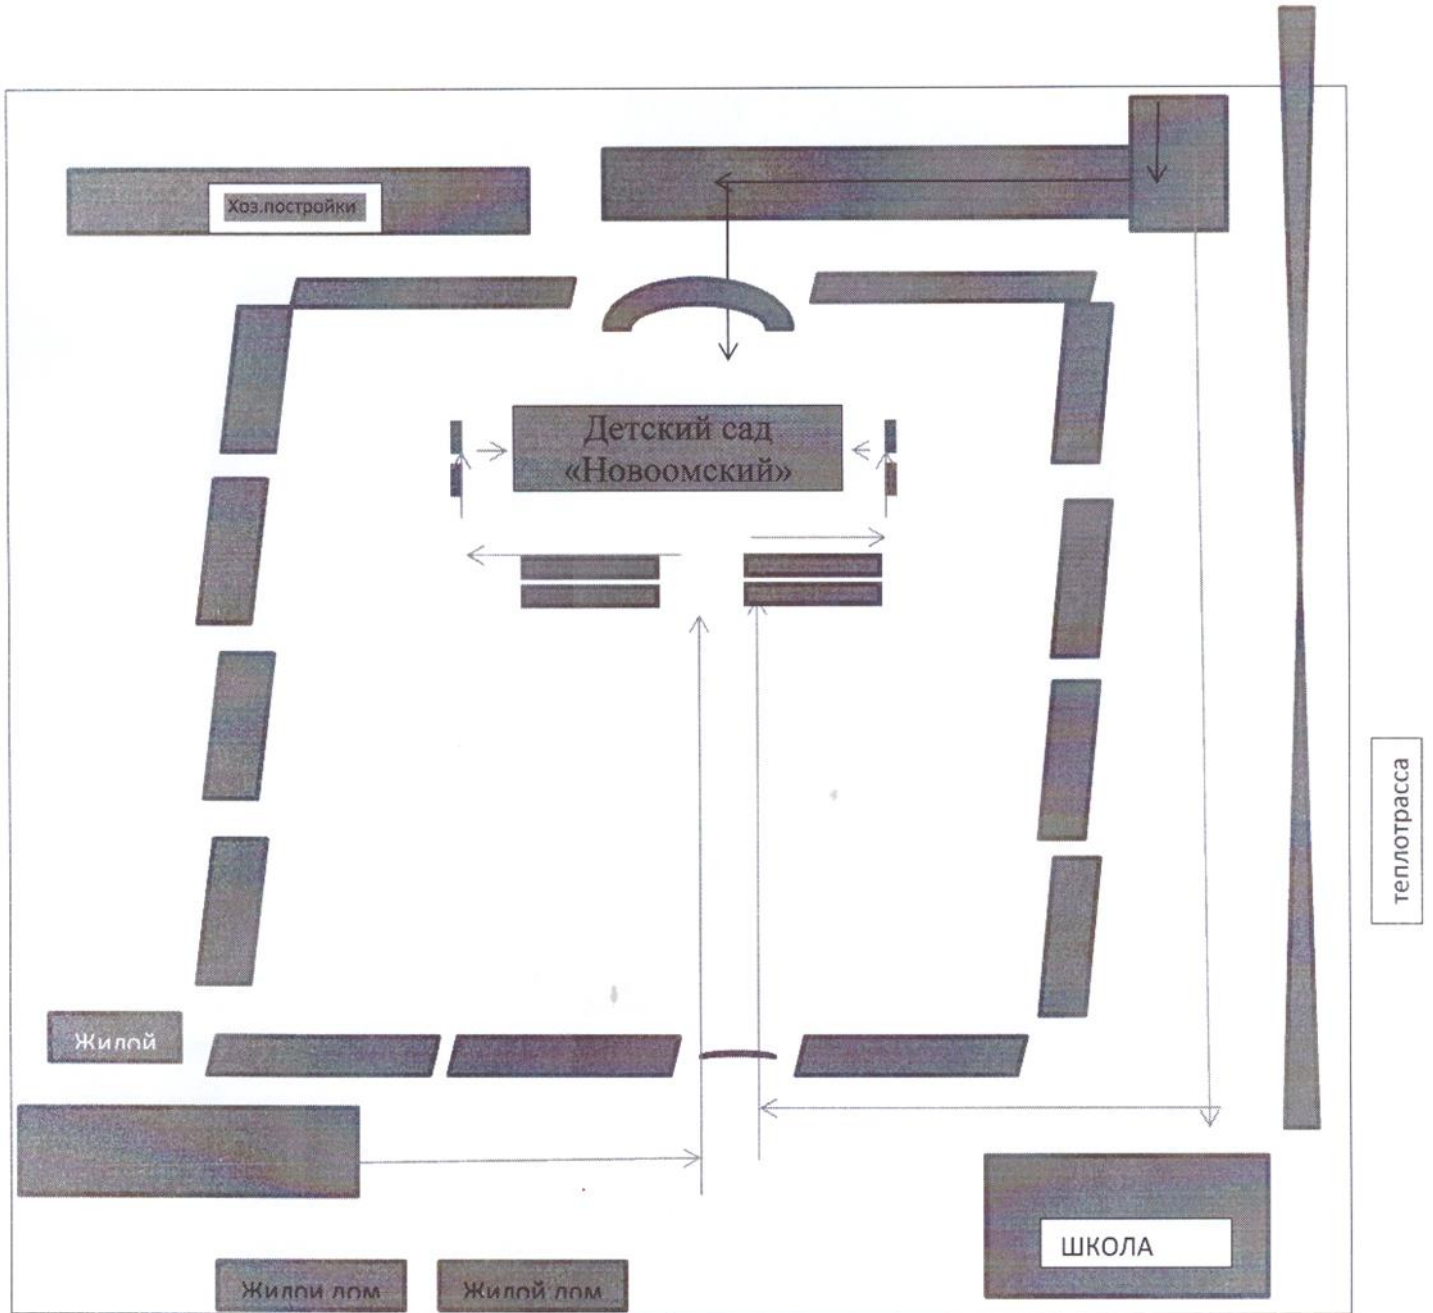 Хоз.постройки
Детский сад
«Новоомский»
теплотрасса
Жилой
ШКОЛА
Жилой дом
Жилой дом